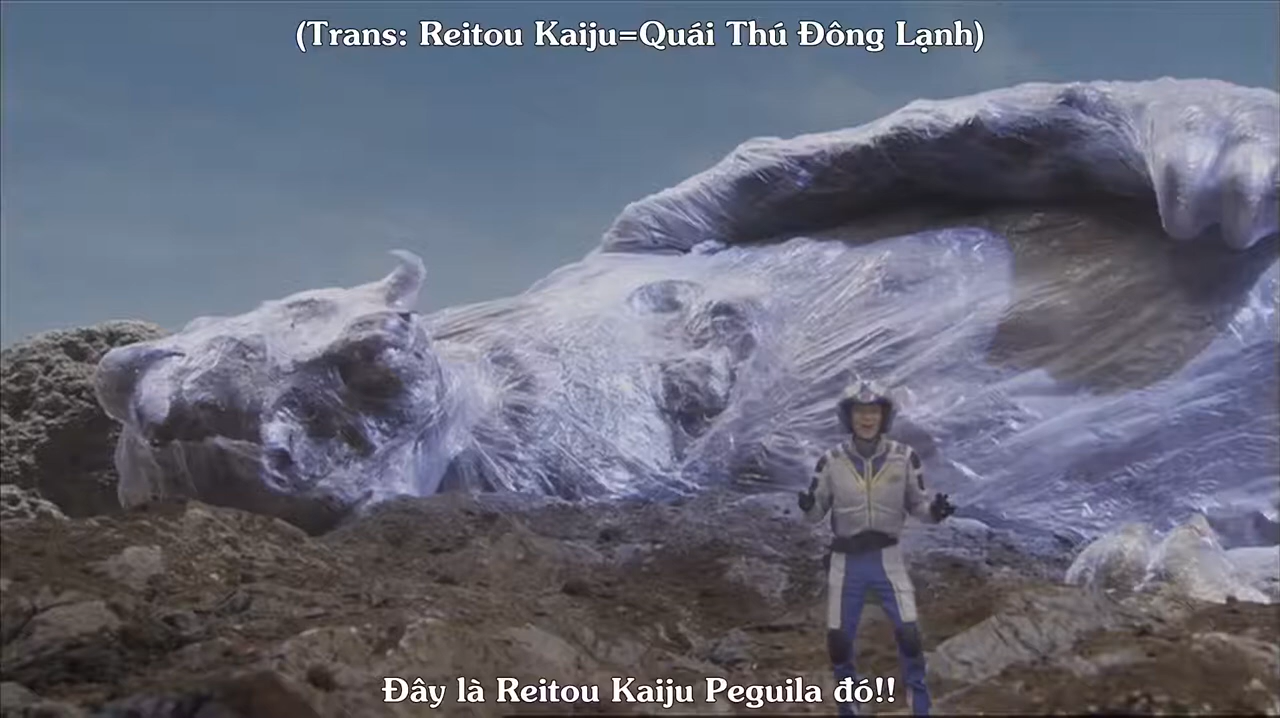 (Trans: Reitou Kaiju=Quái Thú Đông Lạnh)
Đây là Reitou Kaiju Peguila đó!!